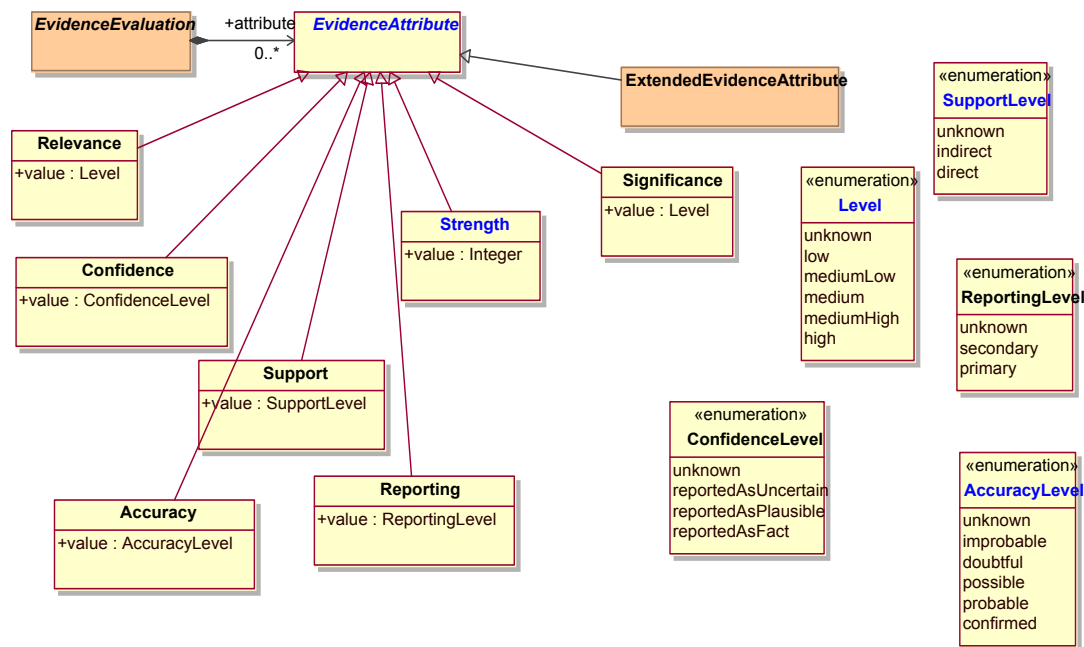 EvidenceEvaluation
+attribute
0..*
EvidenceAttribute
ExtendedEvidenceAttribute
Relevance
+value : Level
Confidence
+value : ConfidenceLevel
Support
+value : SupportLevel
Accuracy
+value : AccuracyLevel
Reporting
+value : ReportingLevel
Strength
+value : Integer
Significance
+value : Level
«enumeration»
SupportLevel
unknown
indirect
direct
«enumeration»
Level
unknown
low
mediumLow
medium
mediumHigh
high
«enumeration»
ReportingLevel
unknown
secondary
primary
«enumeration»
ConfidenceLevel
unknown
reportedAsUncertain
reportedAsPlausible
reportedAsFact
«enumeration»
AccuracyLevel
unknown
improbable
doubtful
possible
probable
confirmed